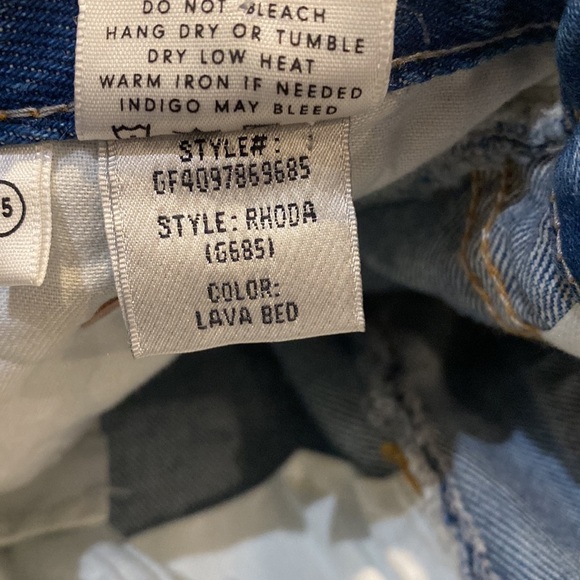 DO NOT BLEACH
HANG DRY OR TUMBLE
DRY LOW HEAT
WARM IRON IF NEEDED
INDIGO MAY BLEED
STYLE#:
GF4097869685
STYLE: RHODA
(G685)
COLOR:
LAVA BED
5